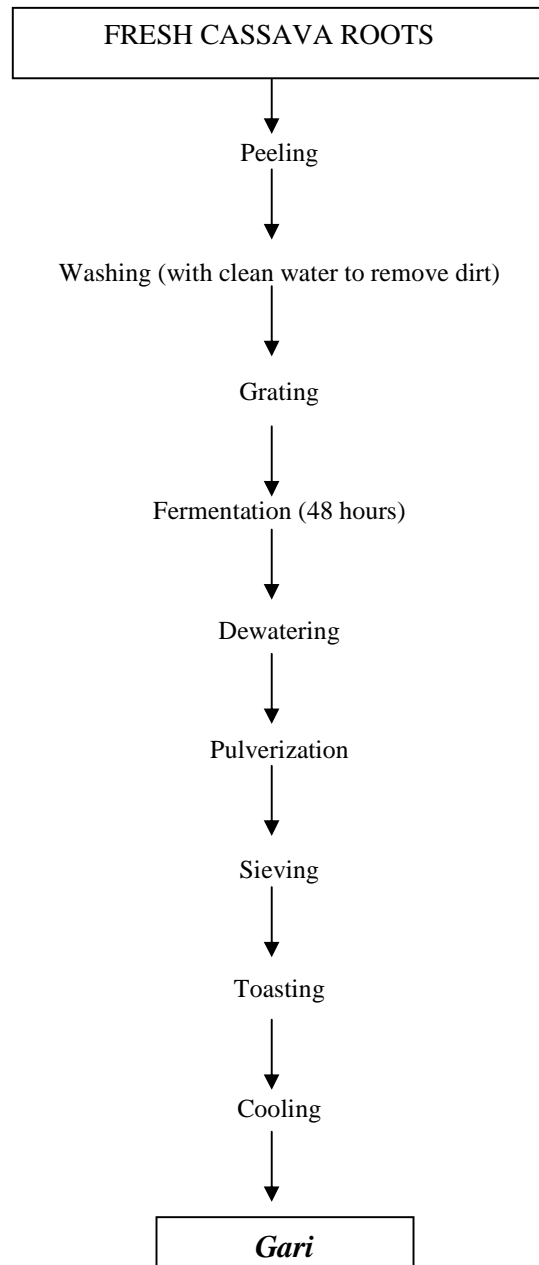 FRESH CASSAVA ROOTS
Peeling
Washing (with clean water to remove dirt)
Grating
Fermentation (48 hours)
Dewatering
Pulverization
Sieving
Toasting
Cooling
Gari